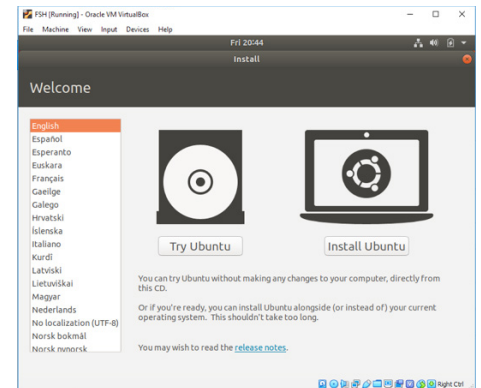 FSH [Running] - Oracle VM VirtualBox
File Machine View Input Devices Help
Fri 20:44
Install
Welcome
English
Español
Esperanto
Euskara
Français
Gaeilge
Galego
Hrvatski
Íslenska
Italiano
Kurdî
Latviski
Lietuviškai
Magyar
Nederlands
No localization (UTF-8)
Norsk bokmål
Norsk nynorsk
Try Ubuntu
Install Ubuntu
You can try Ubuntu without making any changes to your computer, directly from
this CD.
Or if you're ready, you can install Ubuntu alongside (or instead of) your current
operating system. This shouldn't take too long.
You may wish to read the release notes.
Right Ctrl